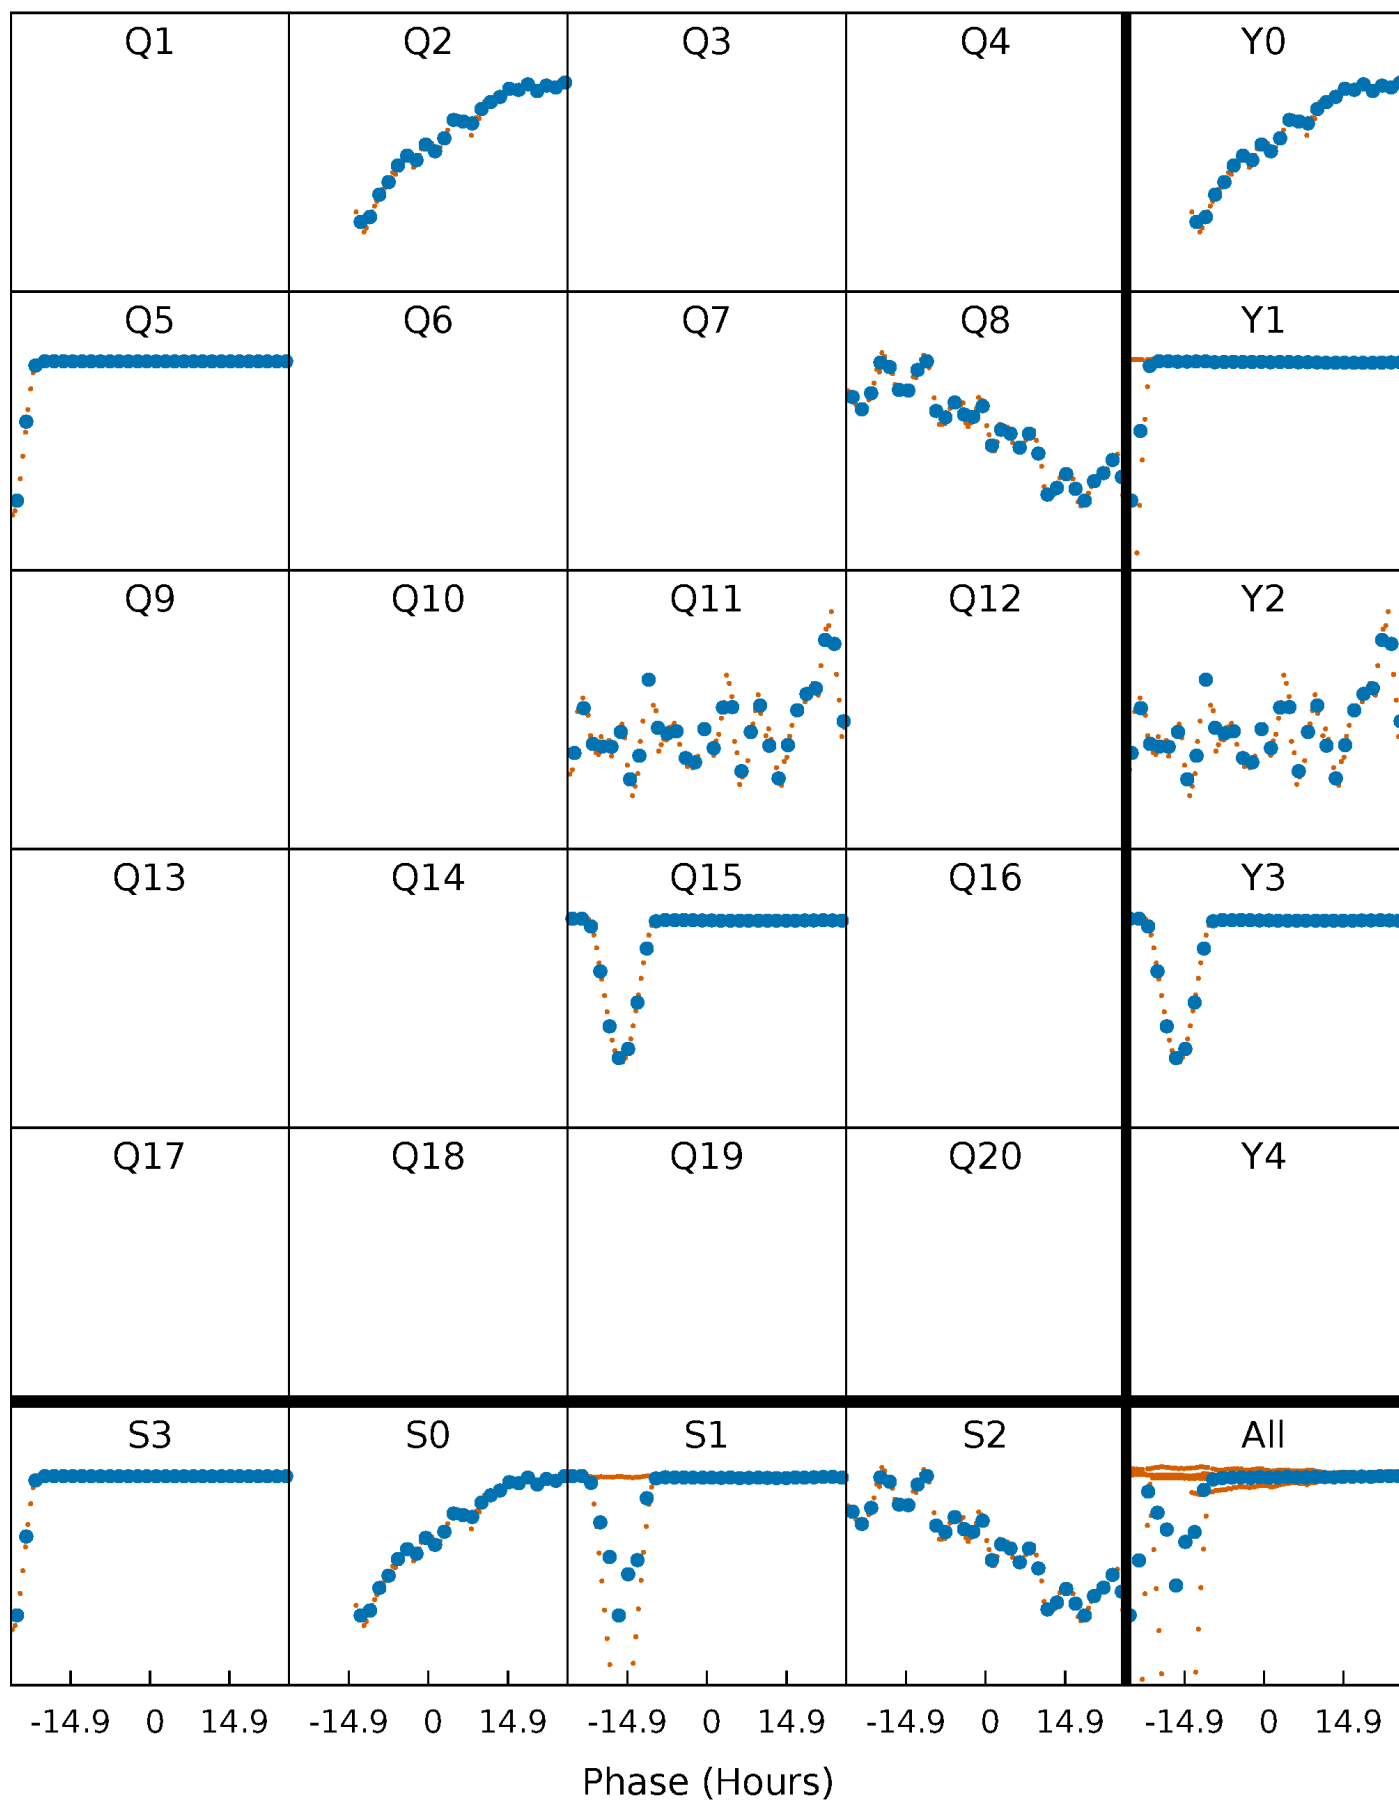 Q1 Q2 Q3 Q4 Y0
Q5 Q6 Q7 Q8 Y1
Q9 Q10 Q11 Q12 Y2
Q13 Q14 Q15 Q16 Y3
Q17 Q18 Q19 Q20 Y4
S3 S0 S1 S2 All
-14.9 0 14.9 -14.9 0 14.9 -14.9 0 14.9 -14.9 0 14.9 -14.9 0 14.9
Phase (Hours)